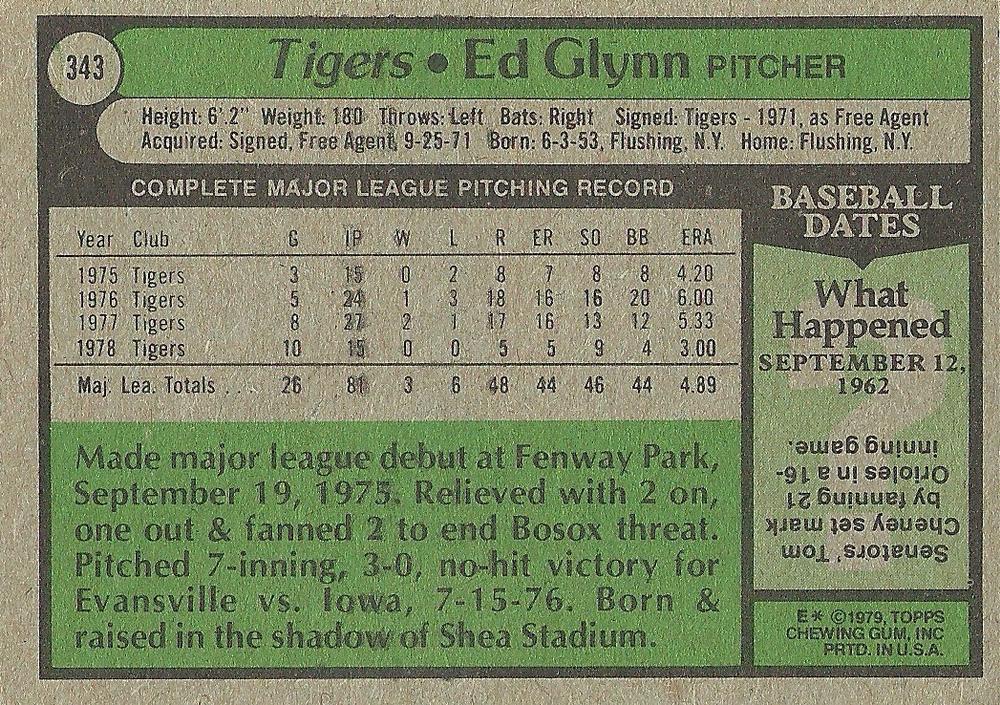 343
Tigers • Ed Glynn PITCHER
Height: 6'.2" Weight: 180 Throws: Left Bats: Right Signed: Tigers - 1971, as Free Agent
Acquired: Signed, Free Agent, 9-25-71 Born: 6-3-53, Flushing, N.Y. Home: Flushing, N.Y.
COMPLETE MAJOR LEAGUE PITCHING RECORD
Year Club G IP W L R ER SO BB ERA
1975 Tigers 3 15 0 2 8 7 8 8 4.20
1976 Tigers 5 24 1 3 18 16 16 20 6.00
1977 Tigers 8 27 2 1 17 16 13 12 5.33
1978 Tigers 10 15 0 0 5 5 9 4 3.00
Maj. Lea. Totals . . . 26 81 3 6 48 44 46 44 4.89
Made major league debut at Fenway Park,
September 19, 1975. Relieved with 2 on,
one out & fanned 2 to end Bosox threat.
Pitched 7-inning, 3-0, no-hit victory for
Evansville vs. Iowa, 7-15-76. Born &
raised in the shadow of Shea Stadium.
BASEBALL
DATES
What
Happened
SEPTEMBER 12,
1962
Senators' Tom
Cheney set mark
by fanning 21
Orioles in a 16-
inning game.
E* ©1979, TOPPS
CHEWING GUM, INC
PRTD. IN U.S.A.